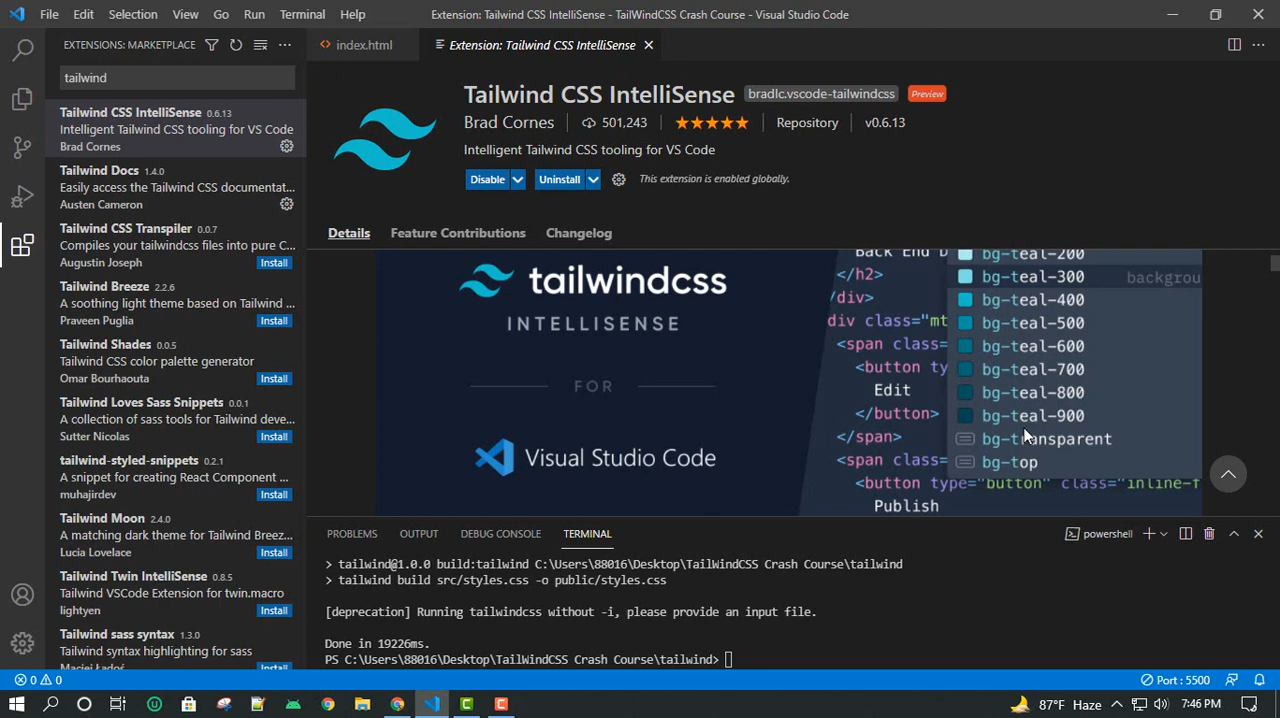 File Edit Selection View Go Run Terminal Help
Extension: Tailwind CSS IntelliSense - TailWindCSS Crash Course - Visual Studio Code
EXTENSIONS: MARKETPLACE
tailwind
Tailwind CSS IntelliSense 0.6.13
Intelligent Tailwind CSS tooling for VS Code
Brad Cornes
Tailwind Docs 1.4.0
Easily access the Tailwind CSS documentat...
Austen Cameron
Tailwind CSS Transpiler 0.0.7
Compiles your tailwindcss files into pure C...
Augustin Joseph Install
Tailwind Breeze 2.2.6
A soothing light theme based on Tailwind ...
Praveen Puglia Install
Tailwind Shades 0.0.5
Tailwind CSS color palette generator
Omar Bourhaouta Install
Tailwind Loves Sass Snippets 0.0.1
A collection of sass tools for Tailwind deve...
Sutter Nicolas Install
tailwind-styled-snippets 0.2.1
A snippet for creating React Component ...
muhajirdev Install
Tailwind Moon 2.4.0
A matching dark theme for Tailwind Breez...
Lucia Lovelace Install
Tailwind Twin IntelliSense 0.8.5
Tailwind VSCode Extension for twin.macro
lightyen Install
Tailwind sass syntax 1.3.0
Tailwind syntax highlighting for sass
Maciej Ładoś Install
index.html
Extension: Tailwind CSS IntelliSense
Tailwind CSS IntelliSense bradlc.vscode-tailwindcss Preview
Brad Cornes 501,243 Repository v0.6.13
Intelligent Tailwind CSS tooling for VS Code
Disable Uninstall This extension is enabled globally.
Details Feature Contributions Changelog
tailwindcss
INTELLISENSE
FOR
Visual Studio Code
Back End D
</h2>
/div>
div class="mt
<span class=
<button ty
Edit
</button>
</span>
<span class=
<button type="button" class="inline-f
Publish
bg-teal-200
bg-teal-300 backgrou
bg-teal-400
bg-teal-500
bg-teal-600
bg-teal-700
bg-teal-800
bg-teal-900
bg-transparent
bg-top
PROBLEMS OUTPUT DEBUG CONSOLE TERMINAL powershell
> tailwind@1.0.0 build:tailwind C:\Users\88016\Desktop\TailWindCSS Crash Course\tailwind
> tailwind build src/styles.css -o public/styles.css
[deprecation] Running tailwindcss without -i, please provide an input file.
Done in 19226ms.
PS C:\Users\88016\Desktop\TailWindCSS Crash Course\tailwind>
0 0 Port : 5500
87°F Haze 7:46 PM